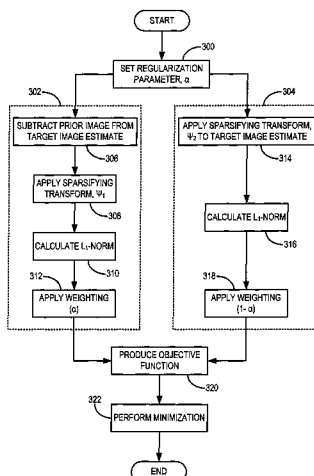 START
300
SET REGULARIZATION
PARAMETER, α
302
304
SUBTRACT PRIOR IMAGE FROM
TARGET IMAGE ESTIMATE
306
APPLY SPARSIFYING
TRANSFORM, Ψ₁
308
CALCULATE L₁-NORM
310
312
APPLY WEIGHTING
(α)
APPLY SPARSIFYING TRANSFORM,
Ψ₂ TO TARGET IMAGE ESTIMATE
314
CALCULATE L₁-NORM
316
318
APPLY WEIGHTING
(1- α)
PRODUCE OBJECTIVE
FUNCTION
320
322
PERFORM MINIMIZATION
END